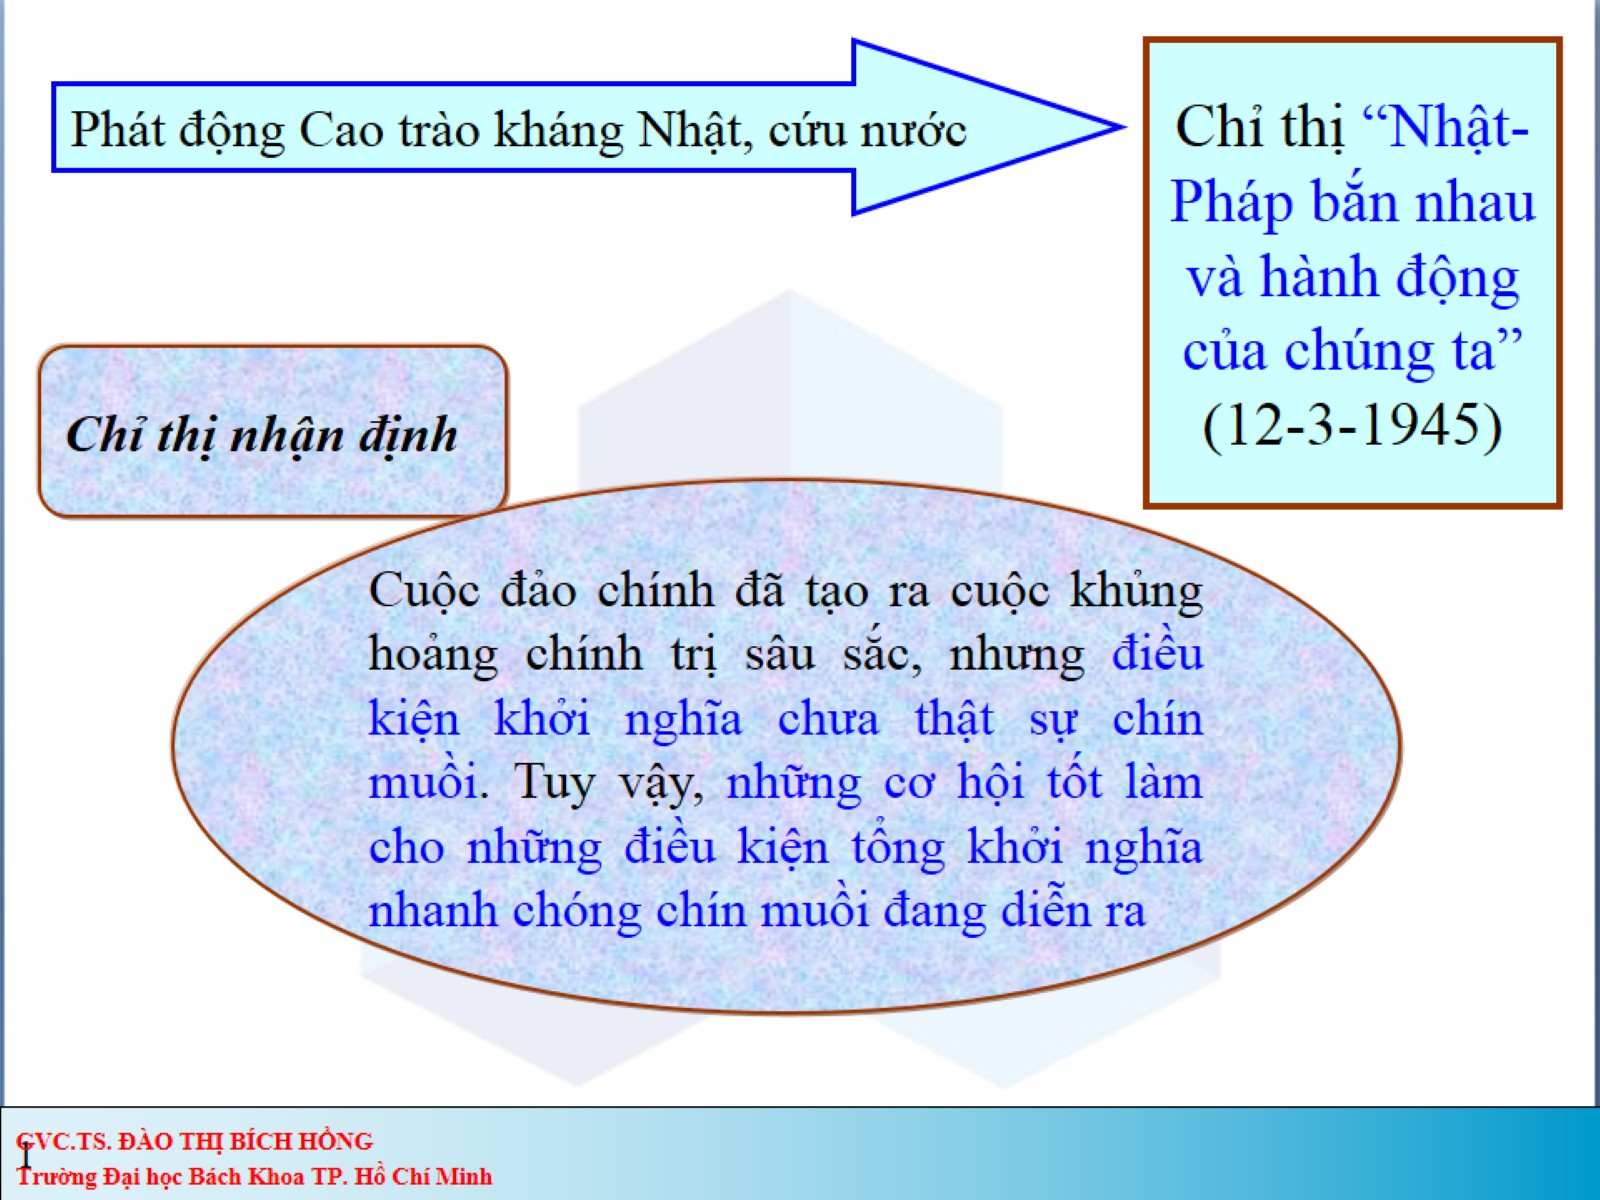 Phát động Cao trào kháng Nhật, cứu nước
Chỉ thị “Nhật-
Pháp bắn nhau
và hành động
của chúng ta”
(12-3-1945)
Chỉ thị nhận định
Cuộc đảo chính đã tạo ra cuộc khủng
hoảng chính trị sâu sắc, nhưng điều
kiện khởi nghĩa chưa thật sự chín
muồi. Tuy vậy, những cơ hội tốt làm
cho những điều kiện tổng khởi nghĩa
nhanh chóng chín muồi đang diễn ra
GVC.TS. ĐÀO THỊ BÍCH HỒNG
1
Trường Đại học Bách Khoa TP. Hồ Chí Minh